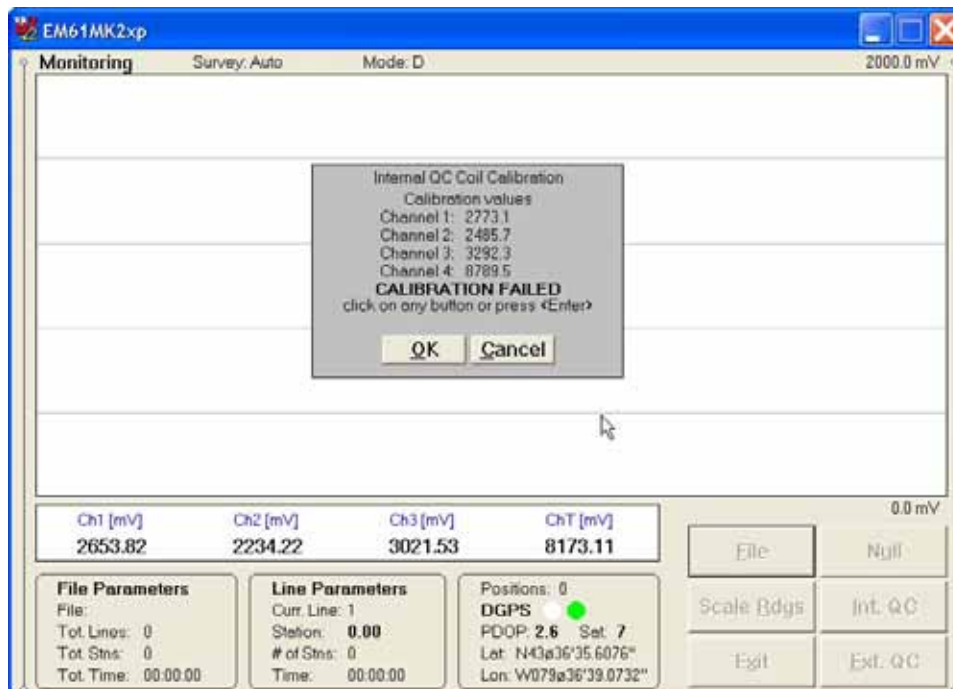 EM61MK2xp
Monitoring Survey: Auto Mode: D 2000.0 mV
Internal QC Coil Calibration
Calibration values
Channel 1: 2773.1
Channel 2: 2485.7
Channel 3: 3292.3
Channel 4: 8789.5
CALIBRATION FAILED
click on any button or press <Enter>
OK Cancel
0.0 mV
Ch1 [mV] Ch2 [mV] Ch3 [mV] ChT [mV]
2653.82 2234.22 3021.53 8173.11
File Null
Scale Rdgs Int. QC
Exit Ext. QC
File Parameters
File:
Tot. Lines: 0
Tot. Stns: 0
Tot. Time: 00:00:00
Line Parameters
Curr. Line: 1
Station: 0.00
# of Stns: 0
Time: 00:00:00
Positions: 0
DGPS
PDOP: 2.6 Sat: 7
Lat: N43ø36'35.6076"
Lon: W079ø36'39.0732"